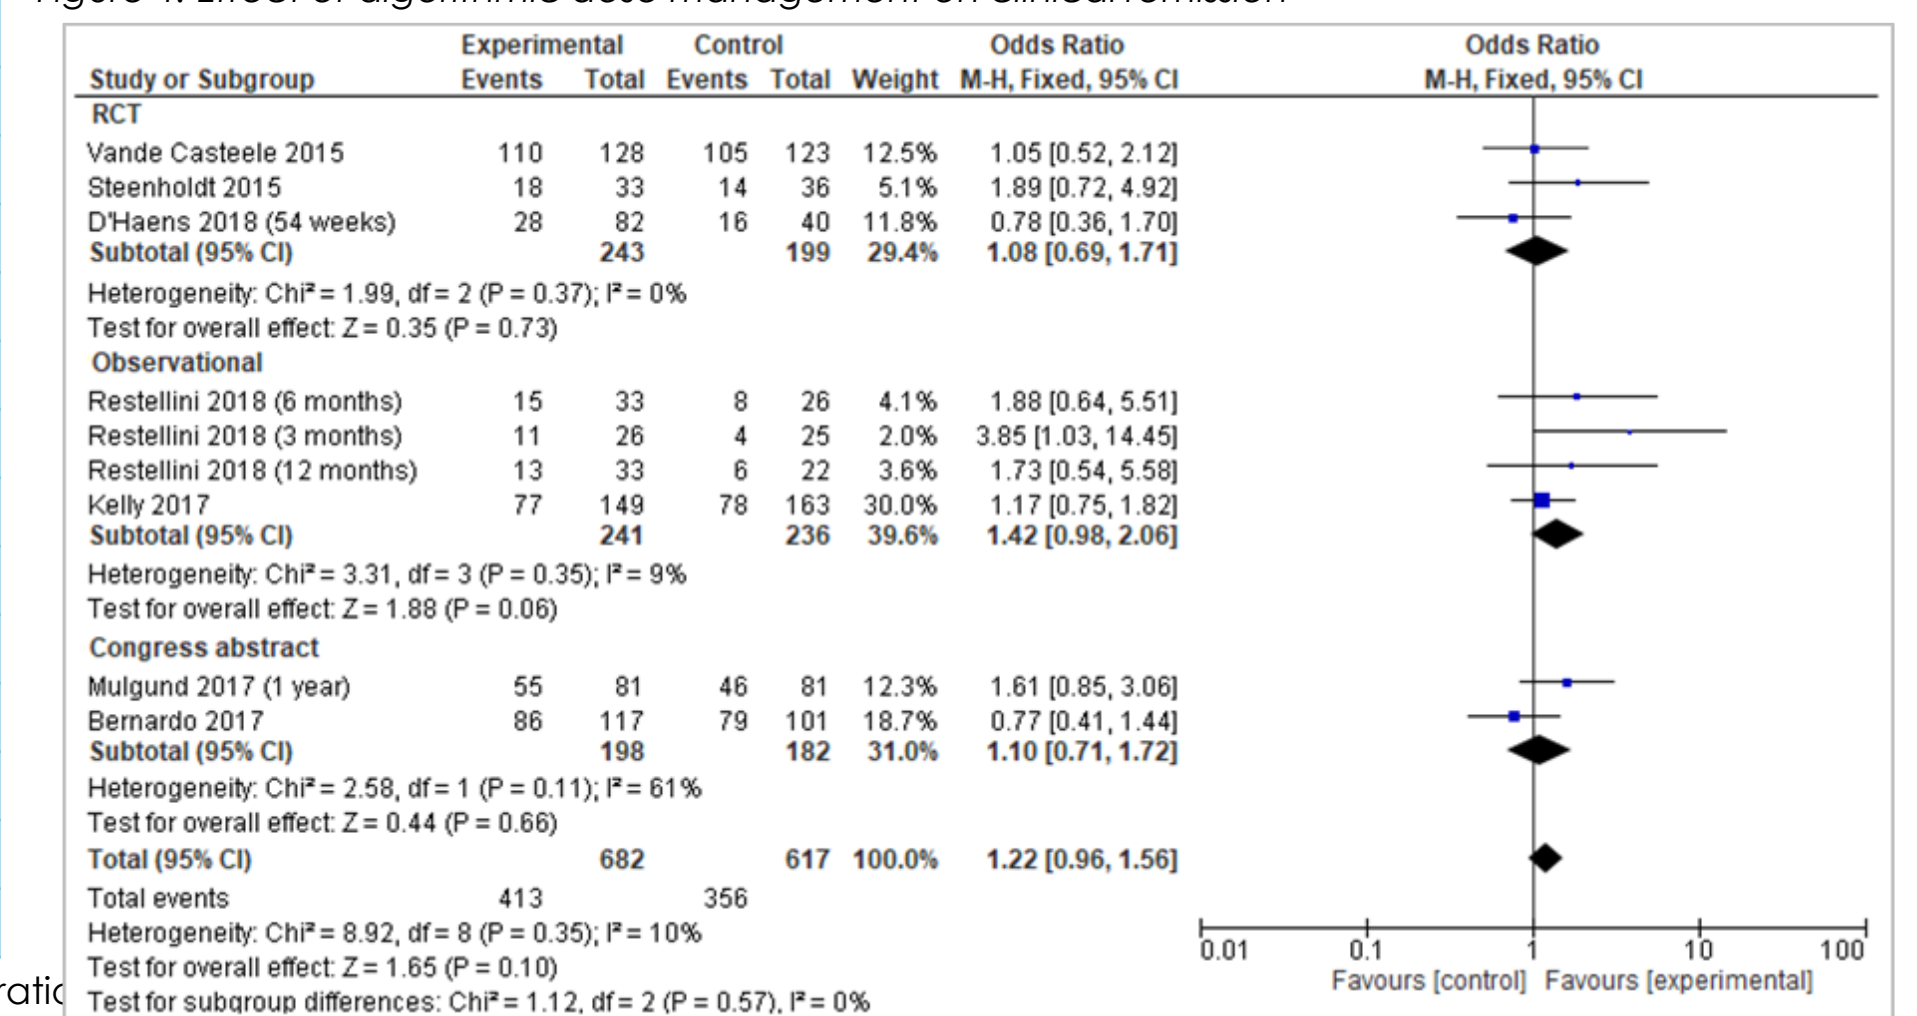 Figure 4. Effect of algorithmic dose management on clinical remission
Experimental Control Odds Ratio Odds Ratio
Study or Subgroup Events Total Events Total Weight M-H, Fixed, 95% CI M-H, Fixed, 95% CI
RCT
Vande Casteele 2015 110 128 105 123 12.5% 1.05 [0.52, 2.12]
Steenholdt 2015 18 33 14 36 5.1% 1.89 [0.72, 4.92]
D'Haens 2018 (54 weeks) 28 82 16 40 11.8% 0.78 [0.36, 1.70]
Subtotal (95% CI) 243 199 29.4% 1.08 [0.69, 1.71]
Heterogeneity: Chi² = 1.99, df = 2 (P = 0.37); I² = 0%
Test for overall effect: Z = 0.35 (P = 0.73)
Observational
Restellini 2018 (6 months) 15 33 8 26 4.1% 1.88 [0.64, 5.51]
Restellini 2018 (3 months) 11 26 4 25 2.0% 3.85 [1.03, 14.45]
Restellini 2018 (12 months) 13 33 6 22 3.6% 1.73 [0.54, 5.58]
Kelly 2017 77 149 78 163 30.0% 1.17 [0.75, 1.82]
Subtotal (95% CI) 241 236 39.6% 1.42 [0.98, 2.06]
Heterogeneity: Chi² = 3.31, df = 3 (P = 0.35); I² = 9%
Test for overall effect: Z = 1.88 (P = 0.06)
Congress abstract
Mulgund 2017 (1 year) 55 81 46 81 12.3% 1.61 [0.85, 3.06]
Bernardo 2017 86 117 79 101 18.7% 0.77 [0.41, 1.44]
Subtotal (95% CI) 198 182 31.0% 1.10 [0.71, 1.72]
Heterogeneity: Chi² = 2.58, df = 1 (P = 0.11); I² = 61%
Test for overall effect: Z = 0.44 (P = 0.66)
Total (95% CI) 682 617 100.0% 1.22 [0.96, 1.56]
Total events 413 356
Heterogeneity: Chi² = 8.92, df = 8 (P = 0.35); I² = 10%
Test for overall effect: Z = 1.65 (P = 0.10)
Test for subgroup differences: Chi² = 1.12, df = 2 (P = 0.57), I² = 0%
0.01 0.1 1 10 100
Favours [control] Favours [experimental]